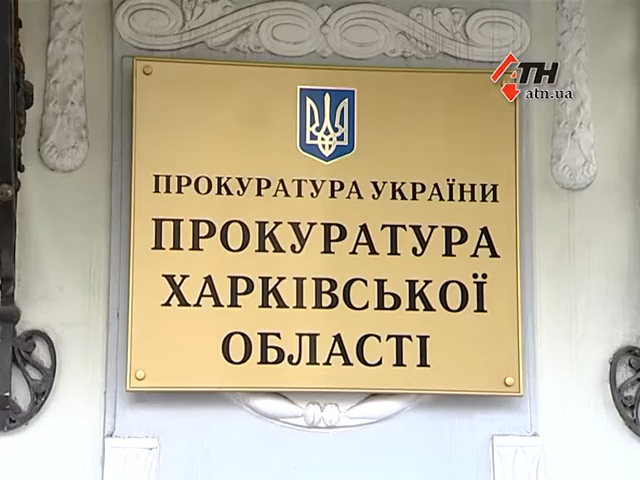 АТН
atn.ua
ПРОКУРАТУРА УКРАЇНИ
ПРОКУРАТУРА
ХАРКІВСЬКОЇ
ОБЛАСТІ